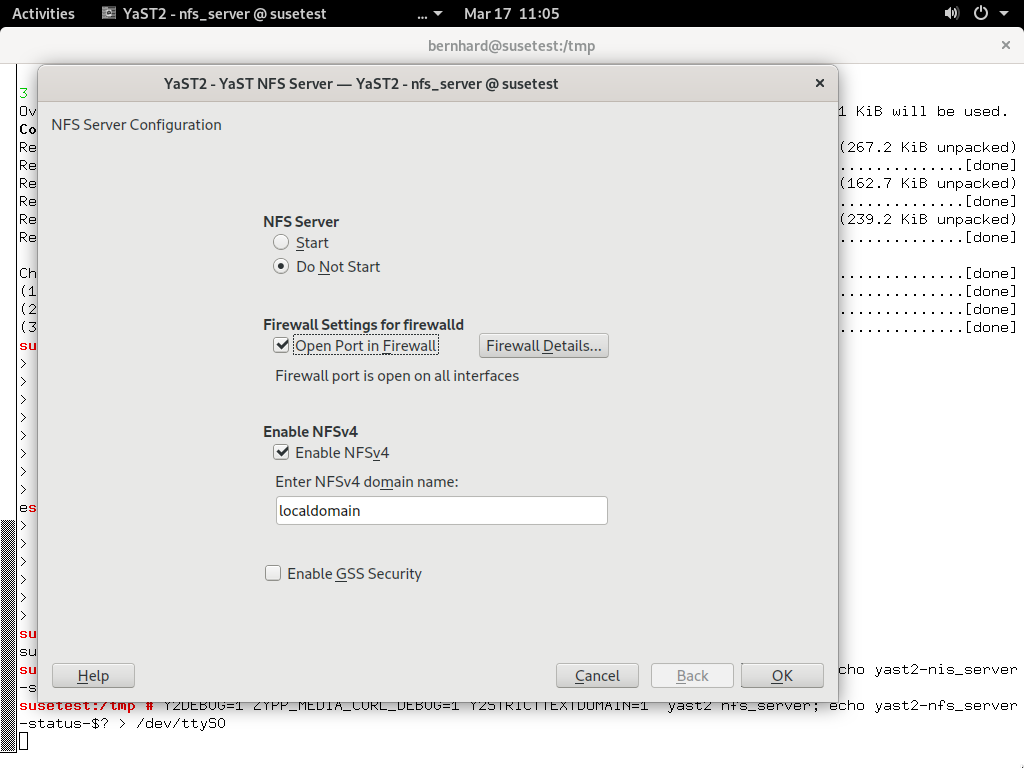 Activities YaST2 - nfs_server @ susetest ... Mar 17 11:05
bernhard@susetest:/tmp ×
YaST2 - YaST NFS Server — YaST2 - nfs_server @ susetest ×
NFS Server Configuration
NFS Server
Start
Do Not Start
Firewall Settings for firewalld
Open Port in Firewall Firewall Details...
Firewall port is open on all interfaces
Enable NFSv4
Enable NFSv4
Enter NFSv4 domain name:
localdomain
Enable GSS Security
Help Cancel Back OK
3
Ov 1 KiB will be used.
Co
Re (267.2 KiB unpacked)
Re ..............[done]
Re (162.7 KiB unpacked)
Re ..............[done]
Re (239.2 KiB unpacked)
Re ..............[done]
Ch ..............[done]
(1 ..............[done]
(2 ..............[done]
(3 ..............[done]
su
>
>
>
>
>
>
>
>
es
>
>
>
>
>
>
su
su
su echo yast2-nis_server
-s
susetest:/tmp # Y2DEBUG=1 ZYPP_MEDIA_CURL_DEBUG=1 Y2STRICTTEXTDOMAIN=1 yast2 nfs_server; echo yast2-nfs_server
-status-$? > /dev/ttyS0